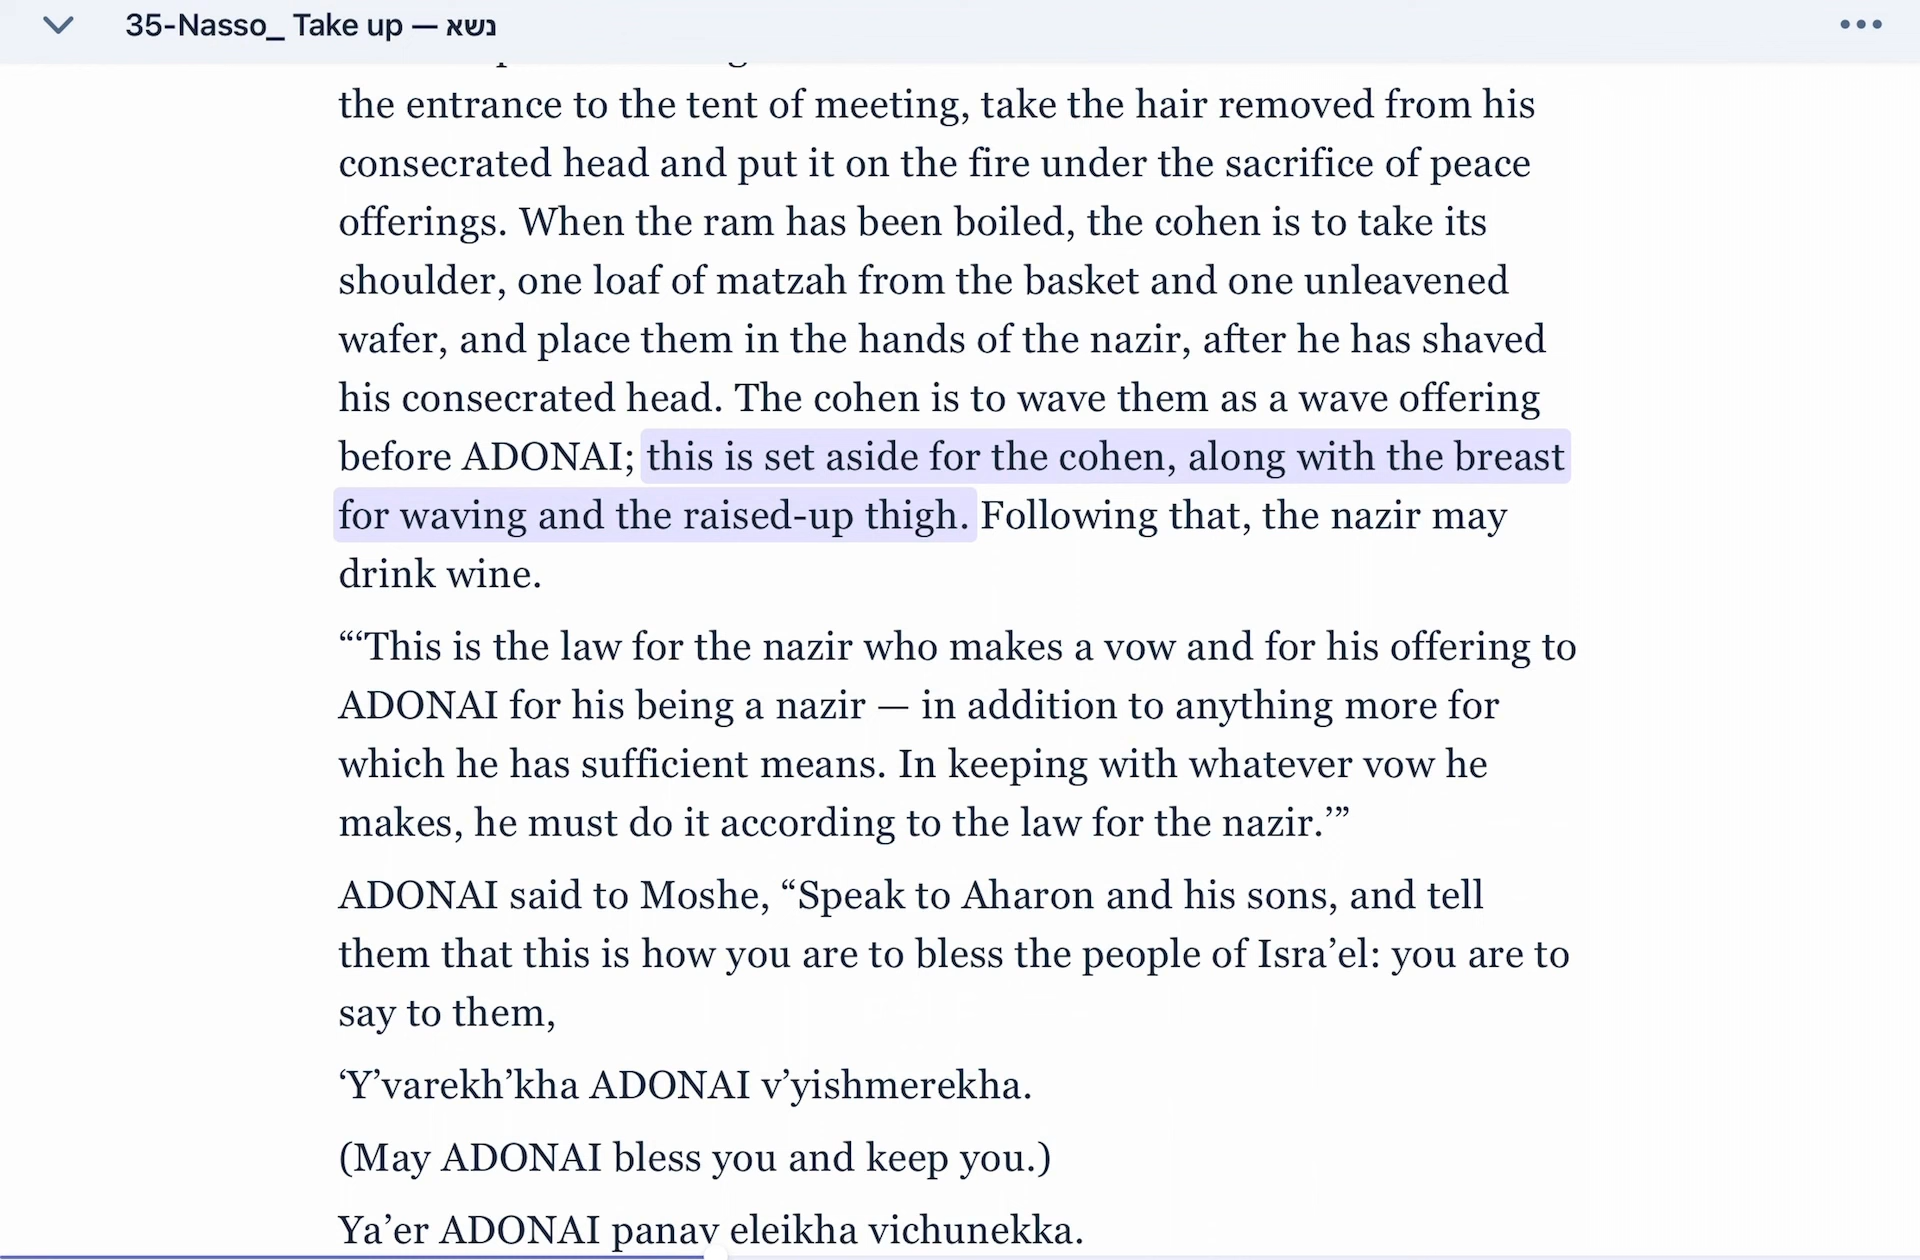 35-Nasso_ Take up — נשא
the entrance to the tent of meeting, take the hair removed from his
consecrated head and put it on the fire under the sacrifice of peace
offerings. When the ram has been boiled, the cohen is to take its
shoulder, one loaf of matzah from the basket and one unleavened
wafer, and place them in the hands of the nazir, after he has shaved
his consecrated head. The cohen is to wave them as a wave offering
before ADONAI; this is set aside for the cohen, along with the breast
for waving and the raised-up thigh. Following that, the nazir may
drink wine.
“‘This is the law for the nazir who makes a vow and for his offering to
ADONAI for his being a nazir — in addition to anything more for
which he has sufficient means. In keeping with whatever vow he
makes, he must do it according to the law for the nazir.’”
ADONAI said to Moshe, “Speak to Aharon and his sons, and tell
them that this is how you are to bless the people of Isra’el: you are to
say to them,
‘Y’varekh’kha ADONAI v’yishmerekha.
(May ADONAI bless you and keep you.)
Ya’er ADONAI panav eleikha vichunekka.